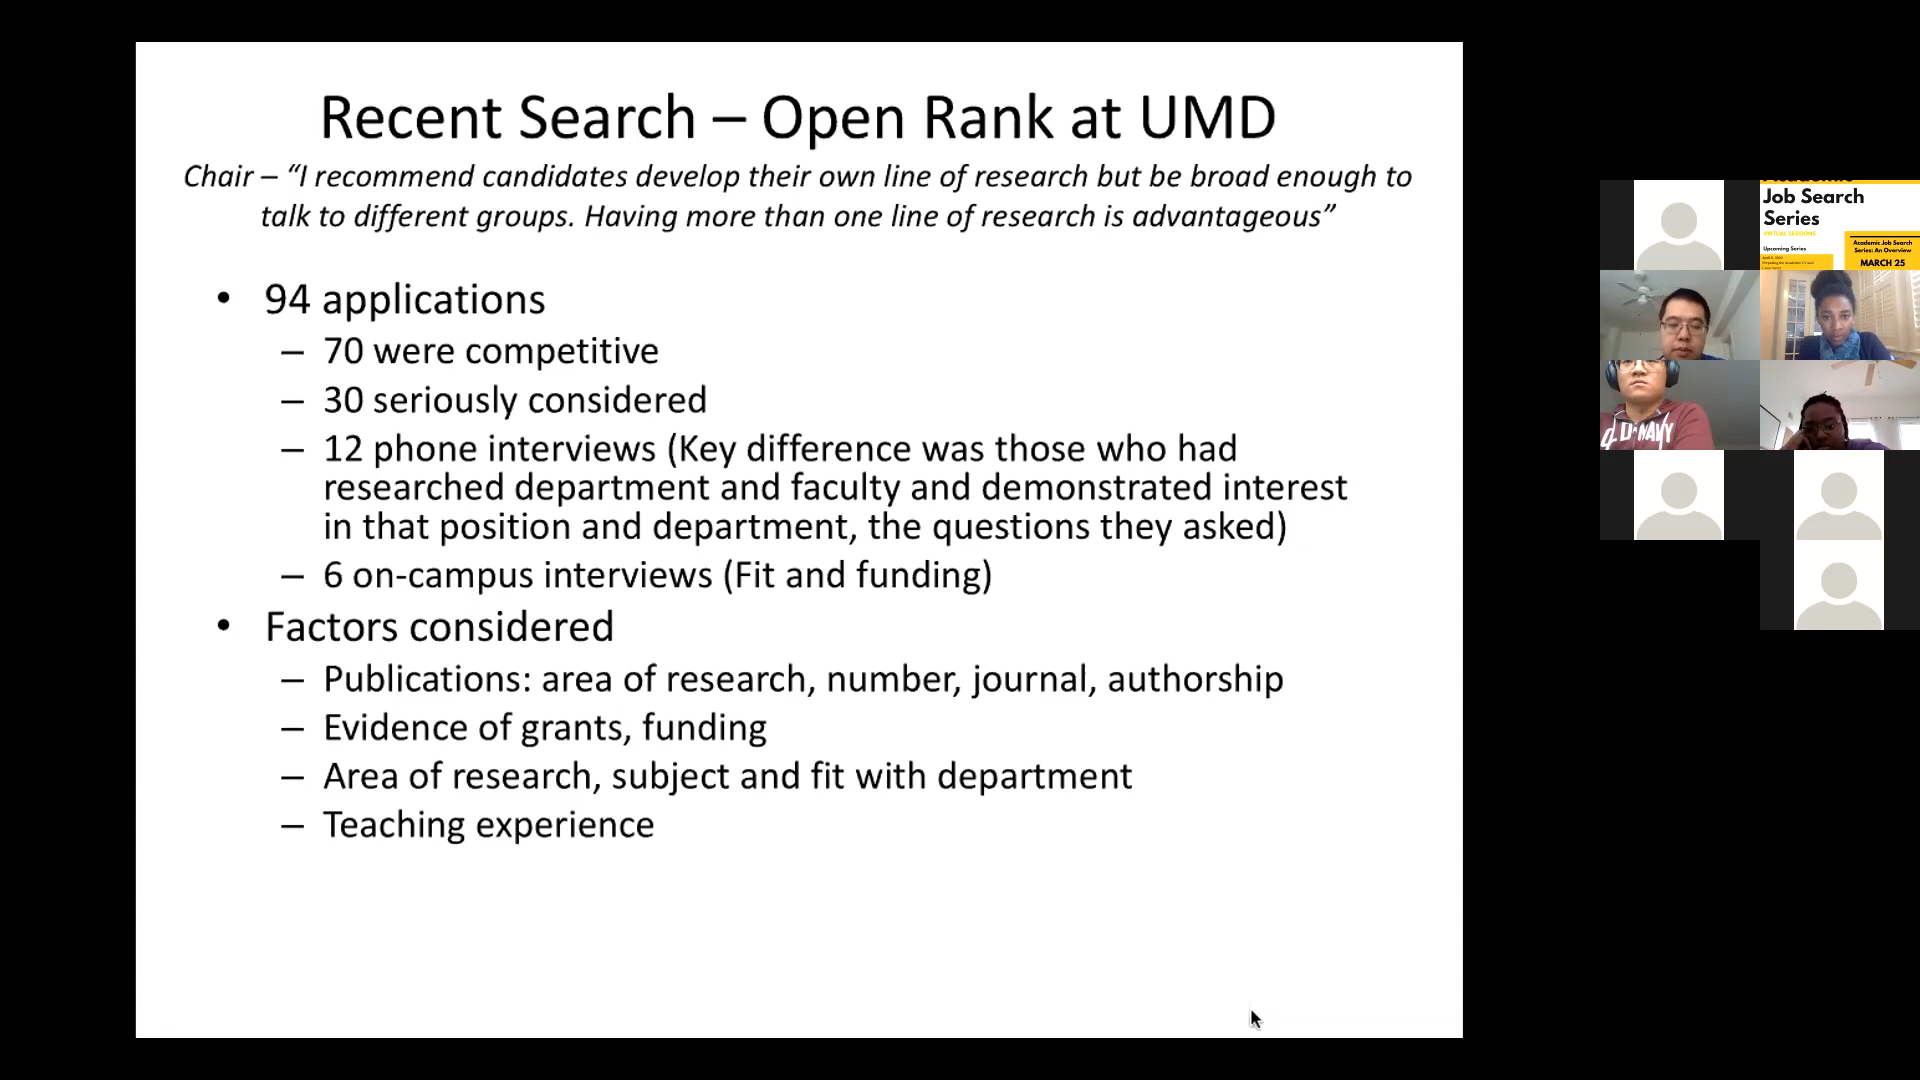 Recent Search – Open Rank at UMD
Chair – “I recommend candidates develop their own line of research but be broad enough to
talk to different groups. Having more than one line of research is advantageous”
• 94 applications
– 70 were competitive
– 30 seriously considered
– 12 phone interviews (Key difference was those who had
researched department and faculty and demonstrated interest
in that position and department, the questions they asked)
– 6 on-campus interviews (Fit and funding)
• Factors considered
– Publications: area of research, number, journal, authorship
– Evidence of grants, funding
– Area of research, subject and fit with department
– Teaching experience
Academic
Job Search
Series
VIRTUAL SESSIONS
Upcoming Series
Academic Job Search
Series: An Overview
MARCH 25